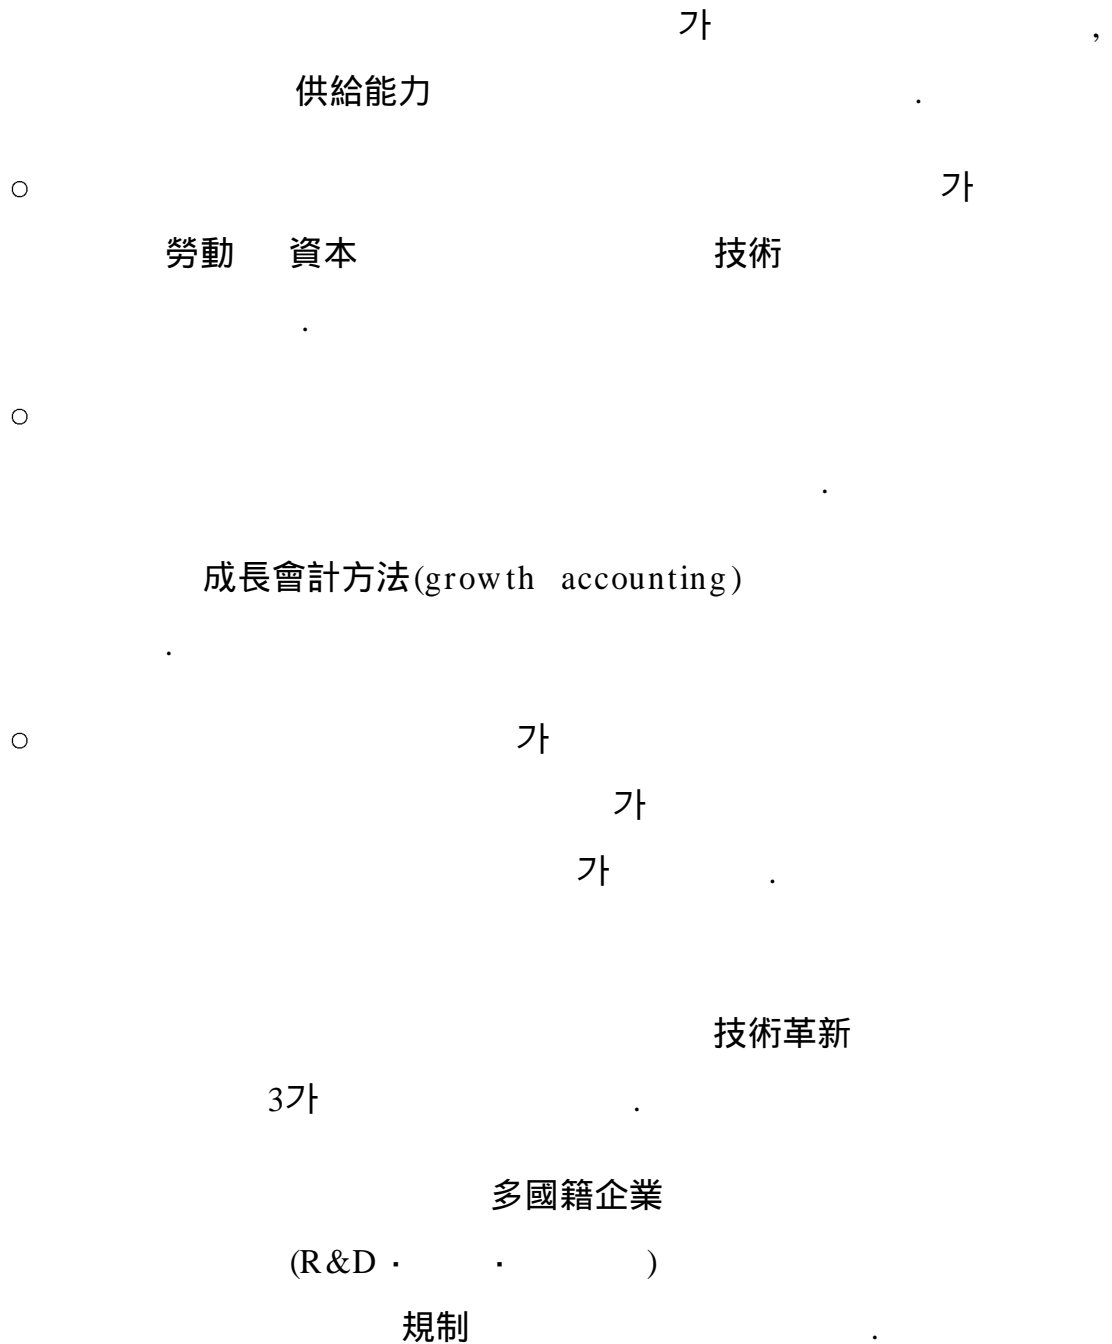 가 ,
供給能力 .
○ 가
勞動 資本 技術
.
○
.
成長會計方法(growth accounting)
.
○ 가
가
가 .
技術革新
3가 .
多國籍企業
(R&D · · )
規制 .